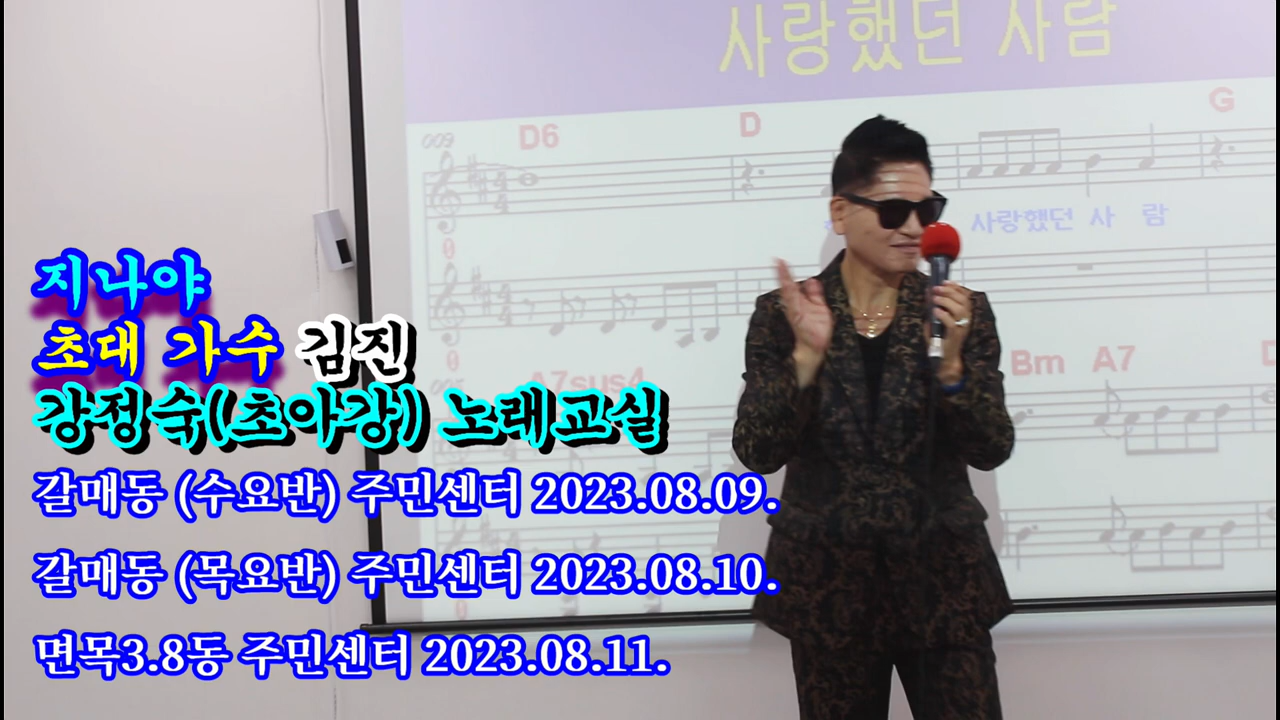 사랑했던 사람
009 D6 D G
사랑했던 사 람
지나야
초대 가수 김진
강정숙(초아강) 노래교실
A7sus4 Bm A7 D
갈매동 (수요반) 주민센터 2023.08.09.
갈매동 (목요반) 주민센터 2023.08.10.
면목3.8동 주민센터 2023.08.11.